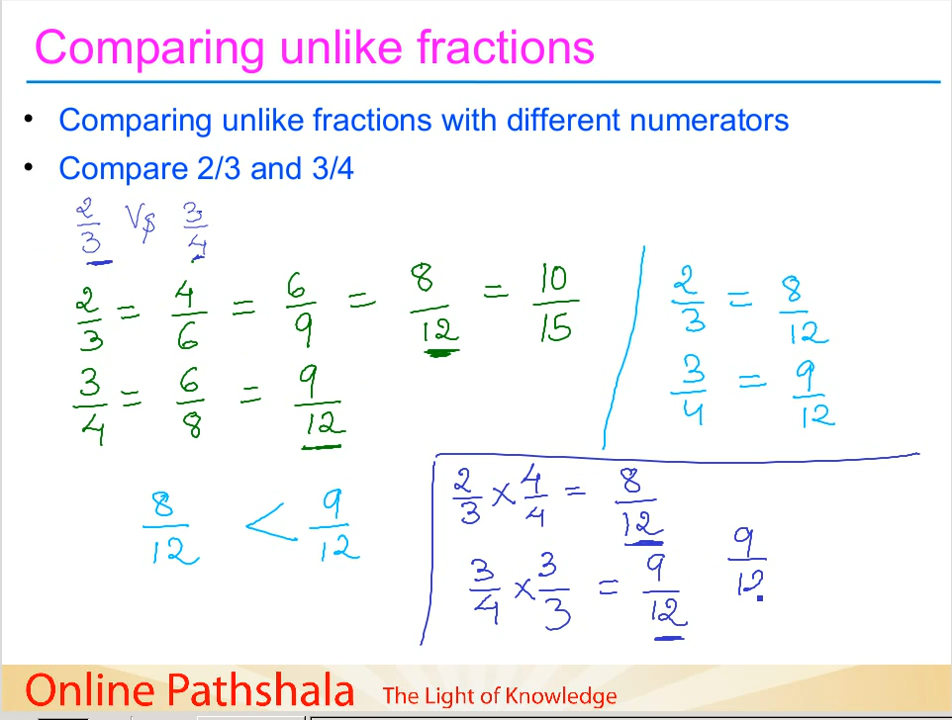 Comparing unlike fractions
• Comparing unlike fractions with different numerators
• Compare 2/3 and 3/4
2/3 Vs 3/4
2/3 = 4/6 = 6/9 = 8/12 = 10/15
3/4 = 6/8 = 9/12
2/3 = 8/12
3/4 = 9/12
8/12 < 9/12
2/3 × 4/4 = 8/12
3/4 × 3/3 = 9/12
9/12
Online Pathshala The Light of Knowledge